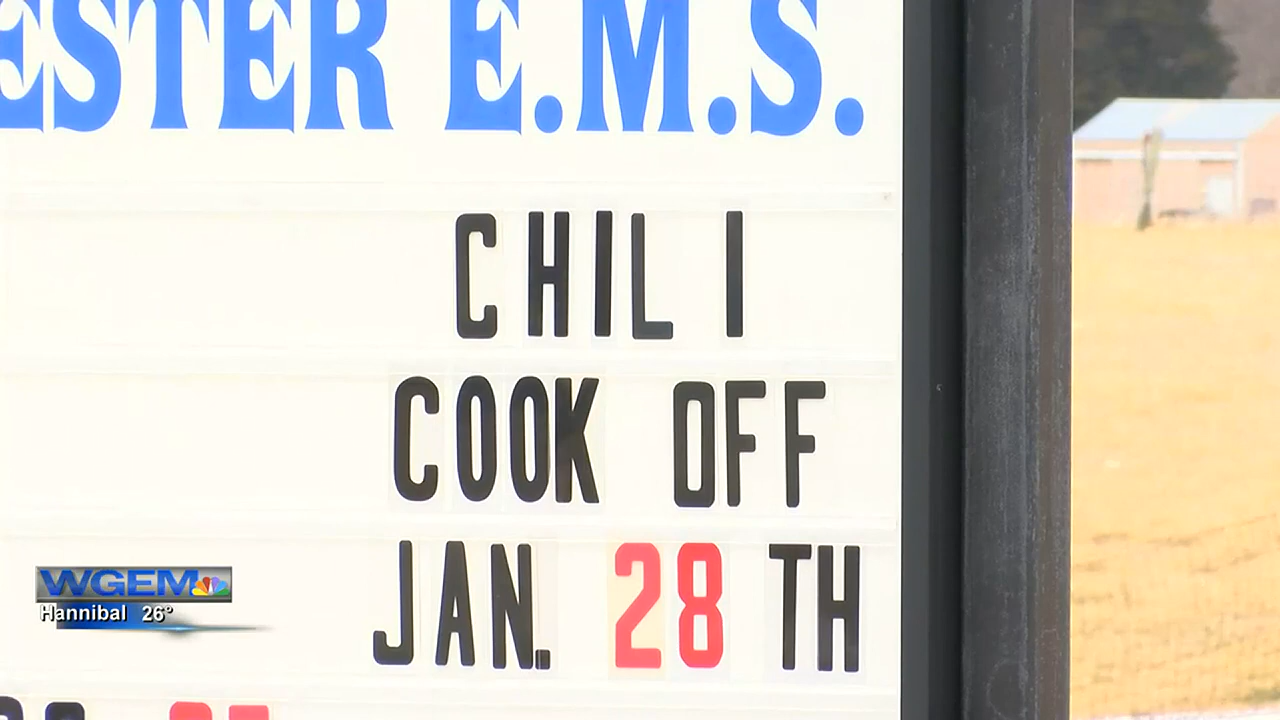 ESTER E.M.S.
CHILI
COOK OFF
JAN. 28 TH
WGEM
Hannibal 26°